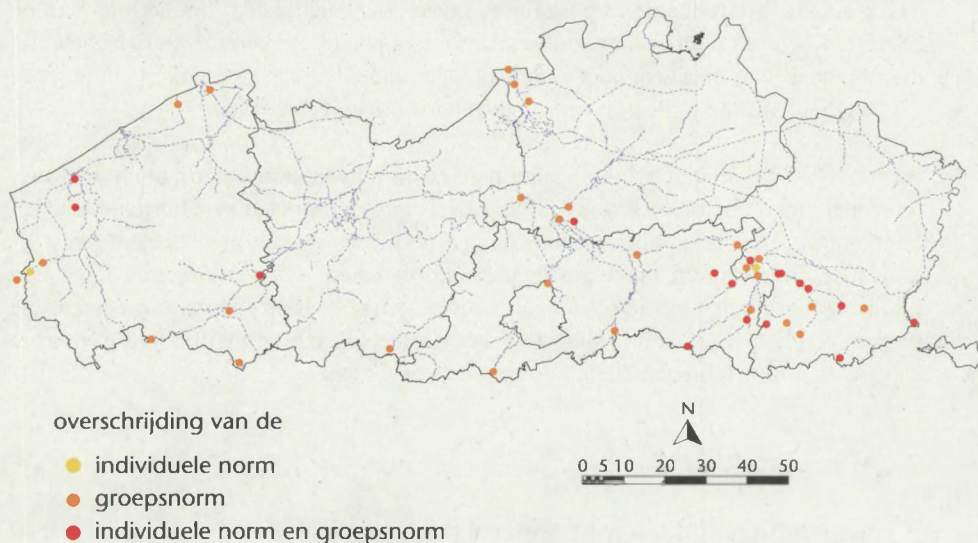 overschrijding van de
individuele norm
groepsnorm
individuele norm en groepsnorm
N
0 5 10 20 30 40 50